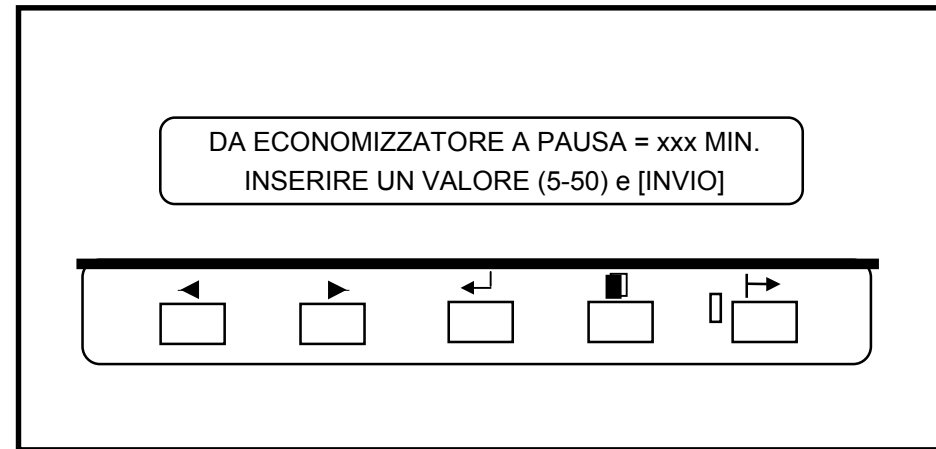 DA ECONOMIZZATORE A PAUSA = xxx MIN.
INSERIRE UN VALORE (5-50) e [INVIO]